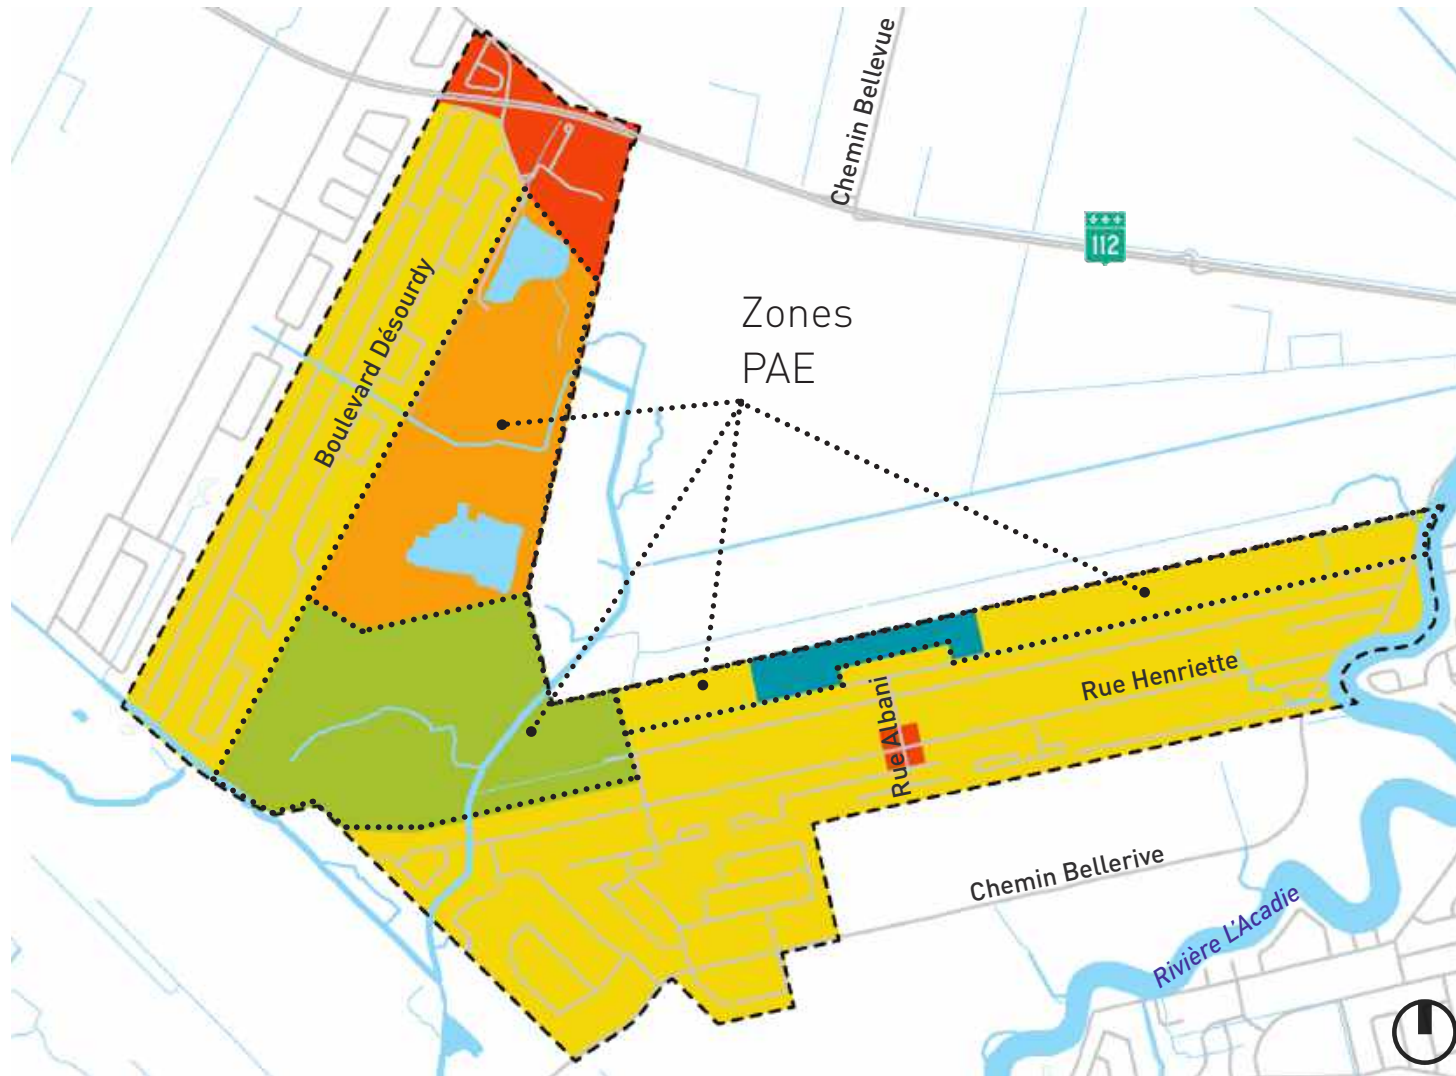 Chemin Bellevue
112
Boulevard Désourdy
Zones
PAE
Rue Albani
Rue Henriette
Chemin Bellerive
Rivière L'Acadie